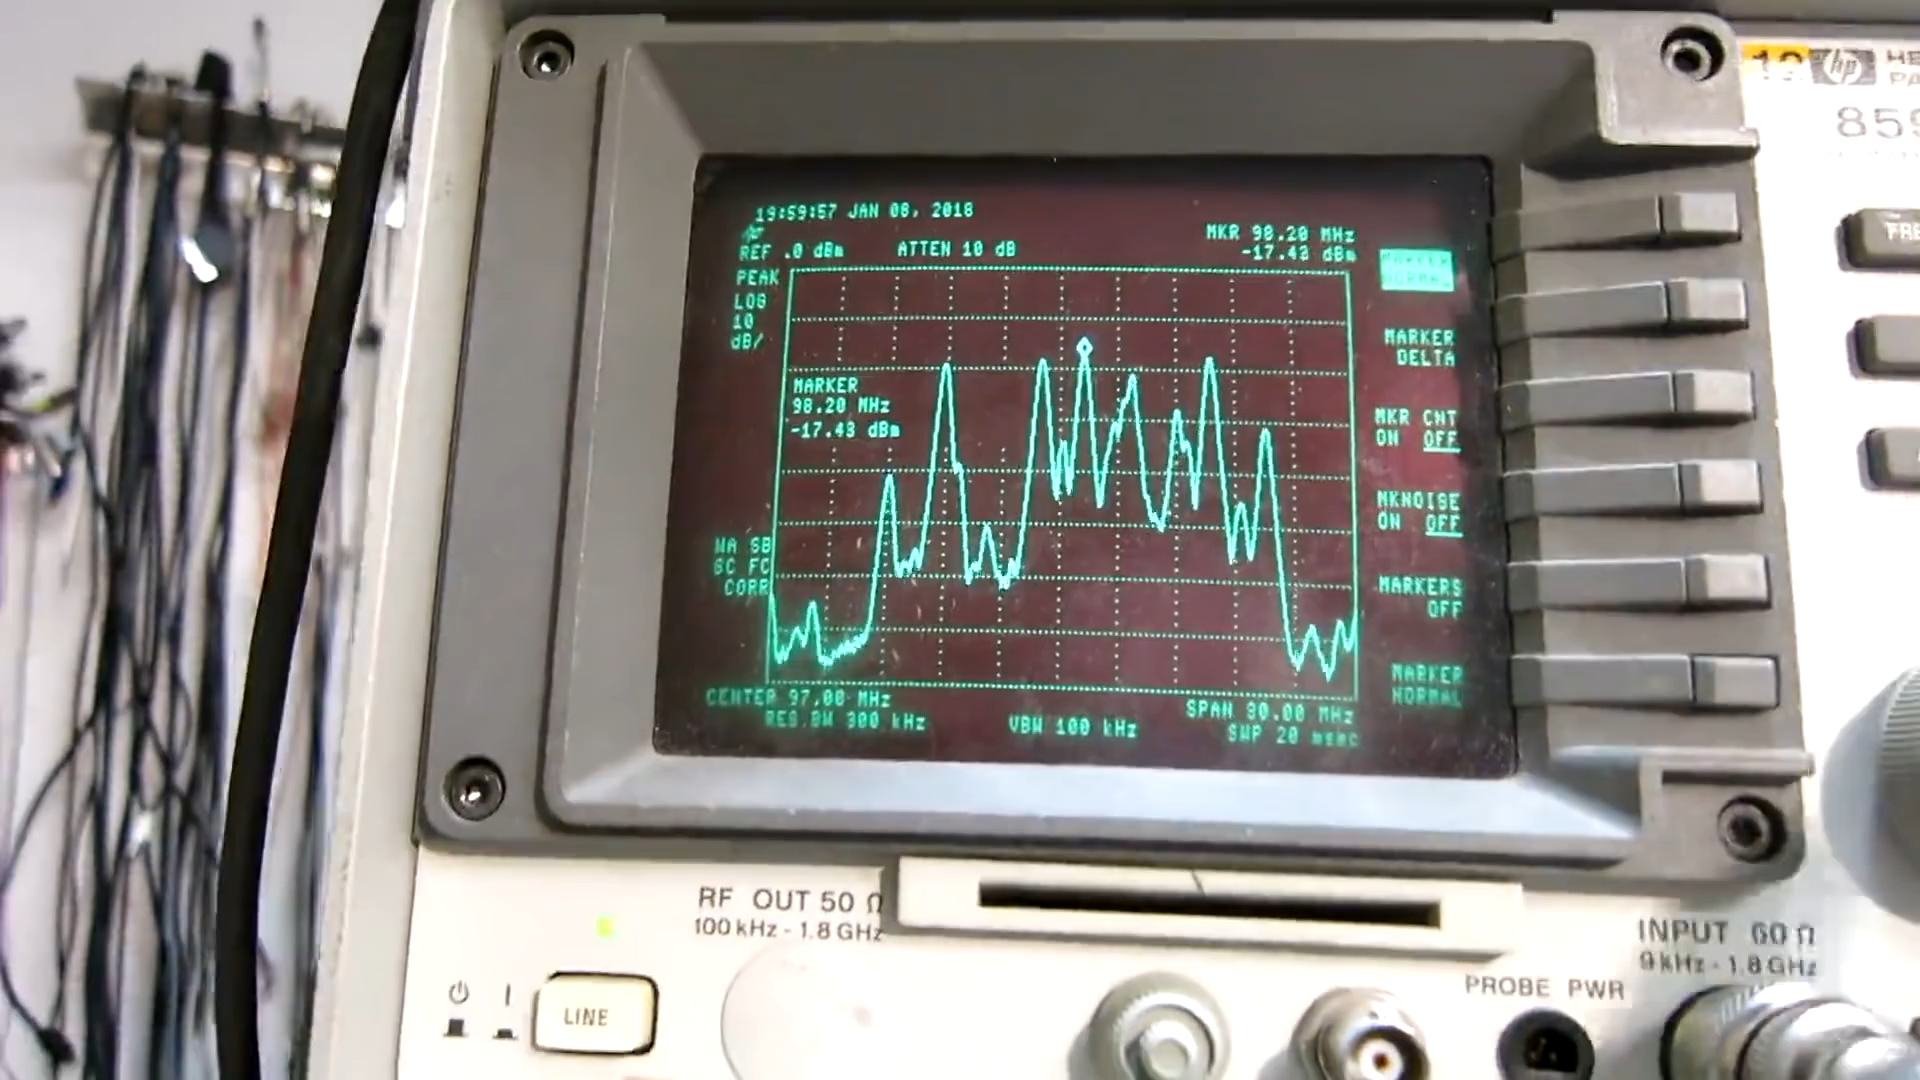 19:59:57 JAN 08, 2018
REF .0 dBm ATTEN 10 dB
MKR 98.20 MHz
-17.43 dBm
PEAK
LOG
10
dB/
MARKER
98.20 MHz
-17.43 dBm
WA SB
SC FC
CORR
CENTER 97.00 MHz
RES BW 300 kHz
VBW 100 kHz
SPAN 30.00 MHz
SWP 20 msec
MARKER
NORMAL
MARKER
DELTA
MKR CNT
ON OFF
MKNOISE
ON OFF
MARKERS
OFF
MARKER
NORMAL
hp
RF OUT 50 Ω
100 kHz - 1.8 GHz
LINE
PROBE PWR
INPUT 50 Ω
9 kHz - 1.8 GHz